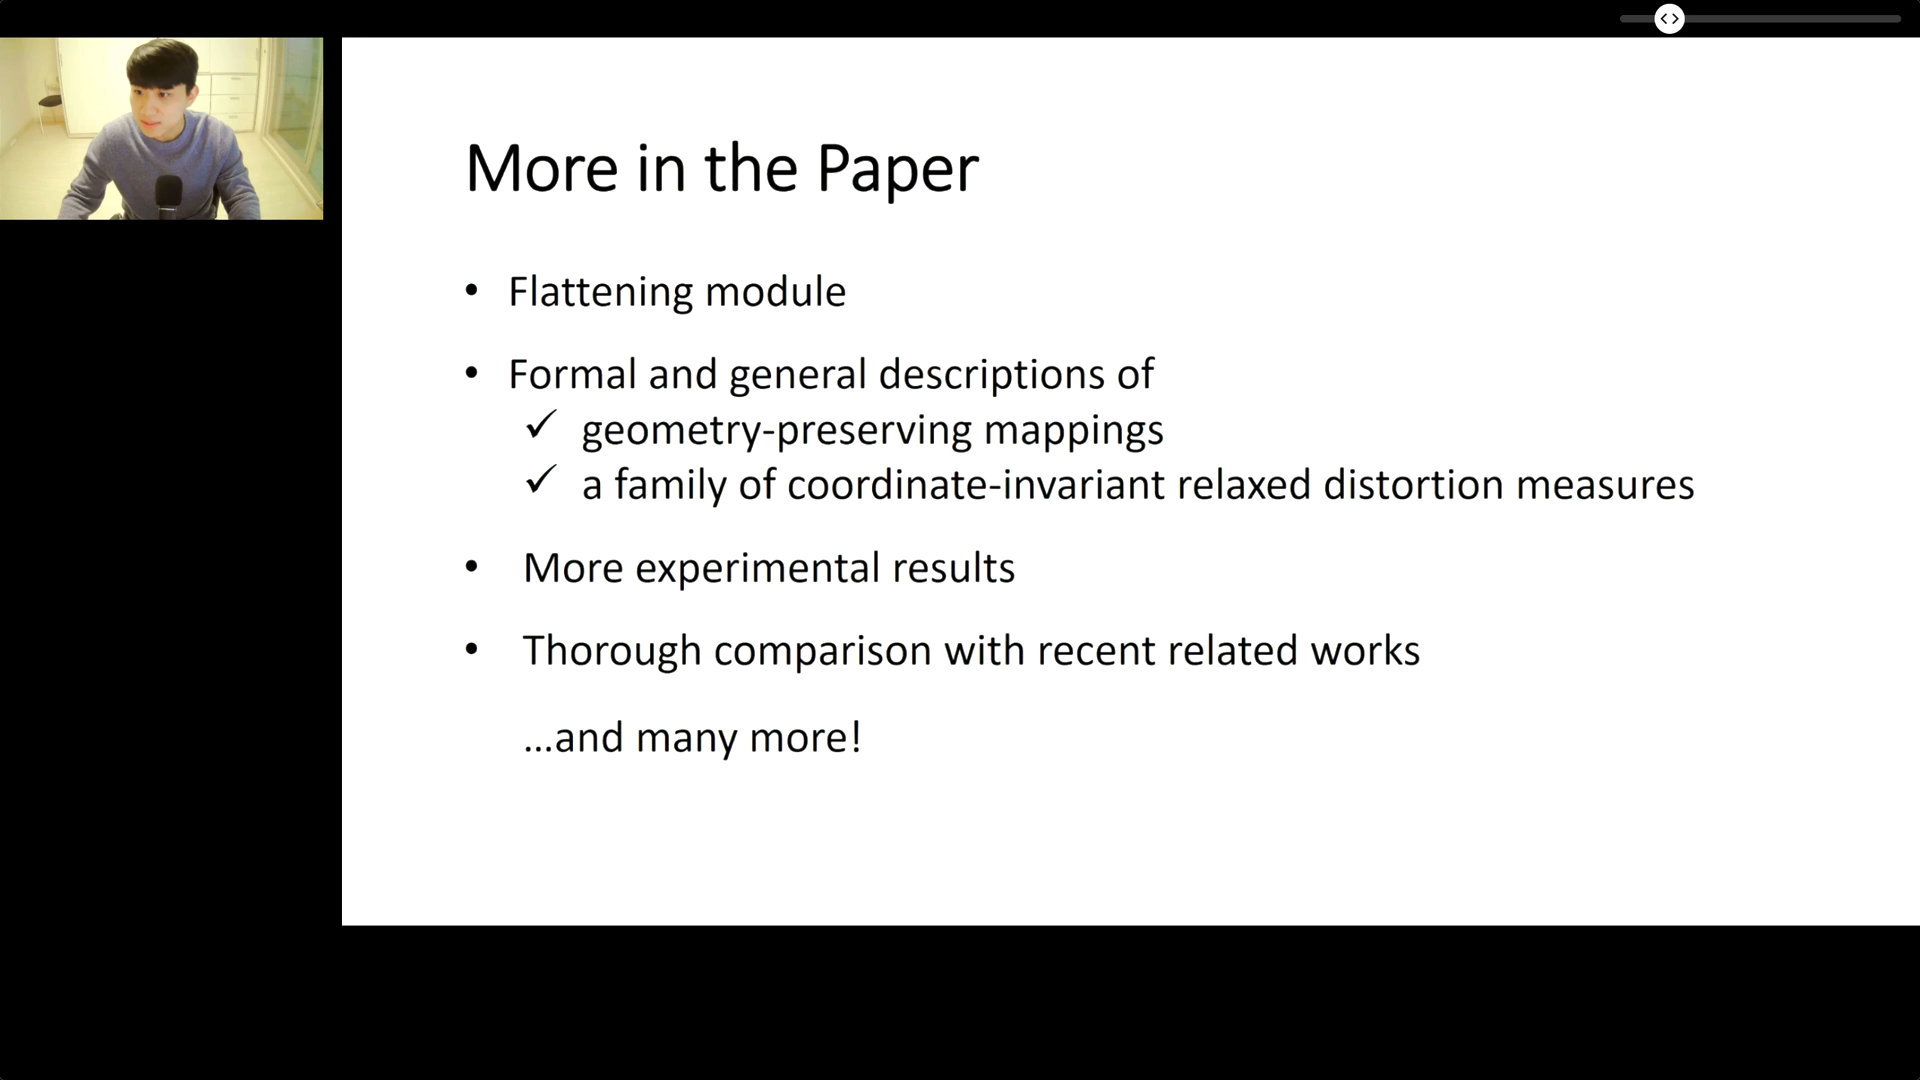 More in the Paper
• Flattening module
• Formal and general descriptions of
✓ geometry-preserving mappings
✓ a family of coordinate-invariant relaxed distortion measures
• More experimental results
• Thorough comparison with recent related works
...and many more!